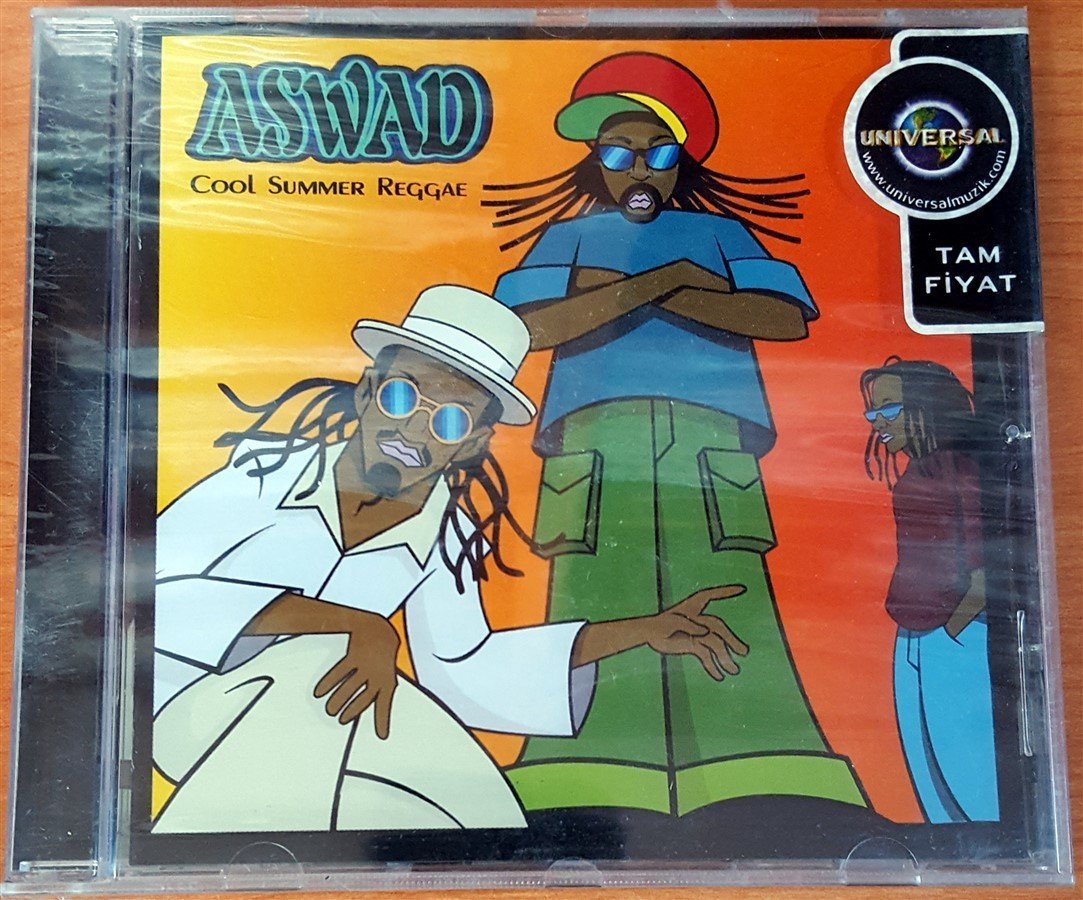 ASWAD
COOL SUMMER REGGAE
UNIVERSAL
www.universalmuzik.com
TAM
FİYAT